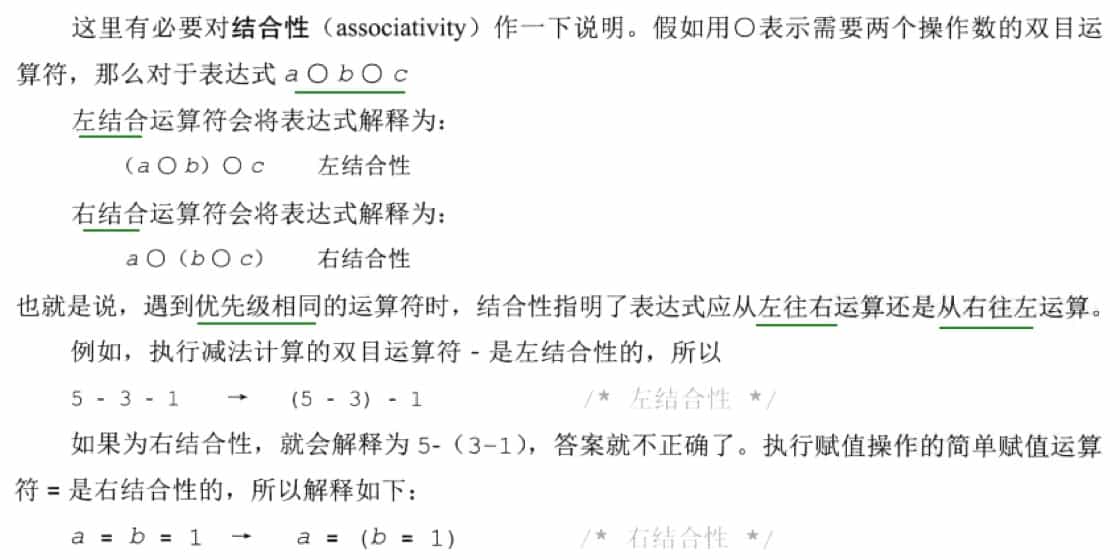 这里有必要对结合性（associativity）作一下说明。假如用○表示需要两个操作数的双目运
算符，那么对于表达式 a ○ b ○ c
左结合运算符会将表达式解释为：
(a ○ b) ○ c 左结合性
右结合运算符会将表达式解释为：
a ○ (b ○ c) 右结合性
也就是说，遇到优先级相同的运算符时，结合性指明了表达式应从左往右运算还是从右往左运算。
例如，执行减法计算的双目运算符 - 是左结合性的，所以
5 - 3 - 1 → (5 - 3) - 1 /* 左结合性 */
如果为右结合性，就会解释为 5-（3-1），答案就不正确了。执行赋值操作的简单赋值运算
符 = 是右结合性的，所以解释如下：
a = b = 1 → a = (b = 1) /* 右结合性 */